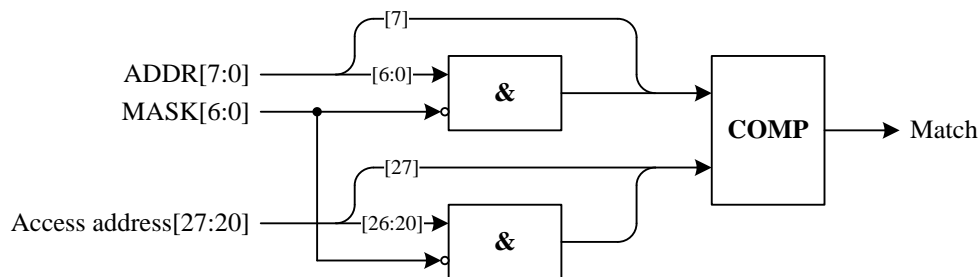 [7]
ADDR[7:0]
[6:0]
&
MASK[6:0]
COMP
Match
[27]
Access address[27:20]
[26:20]
&